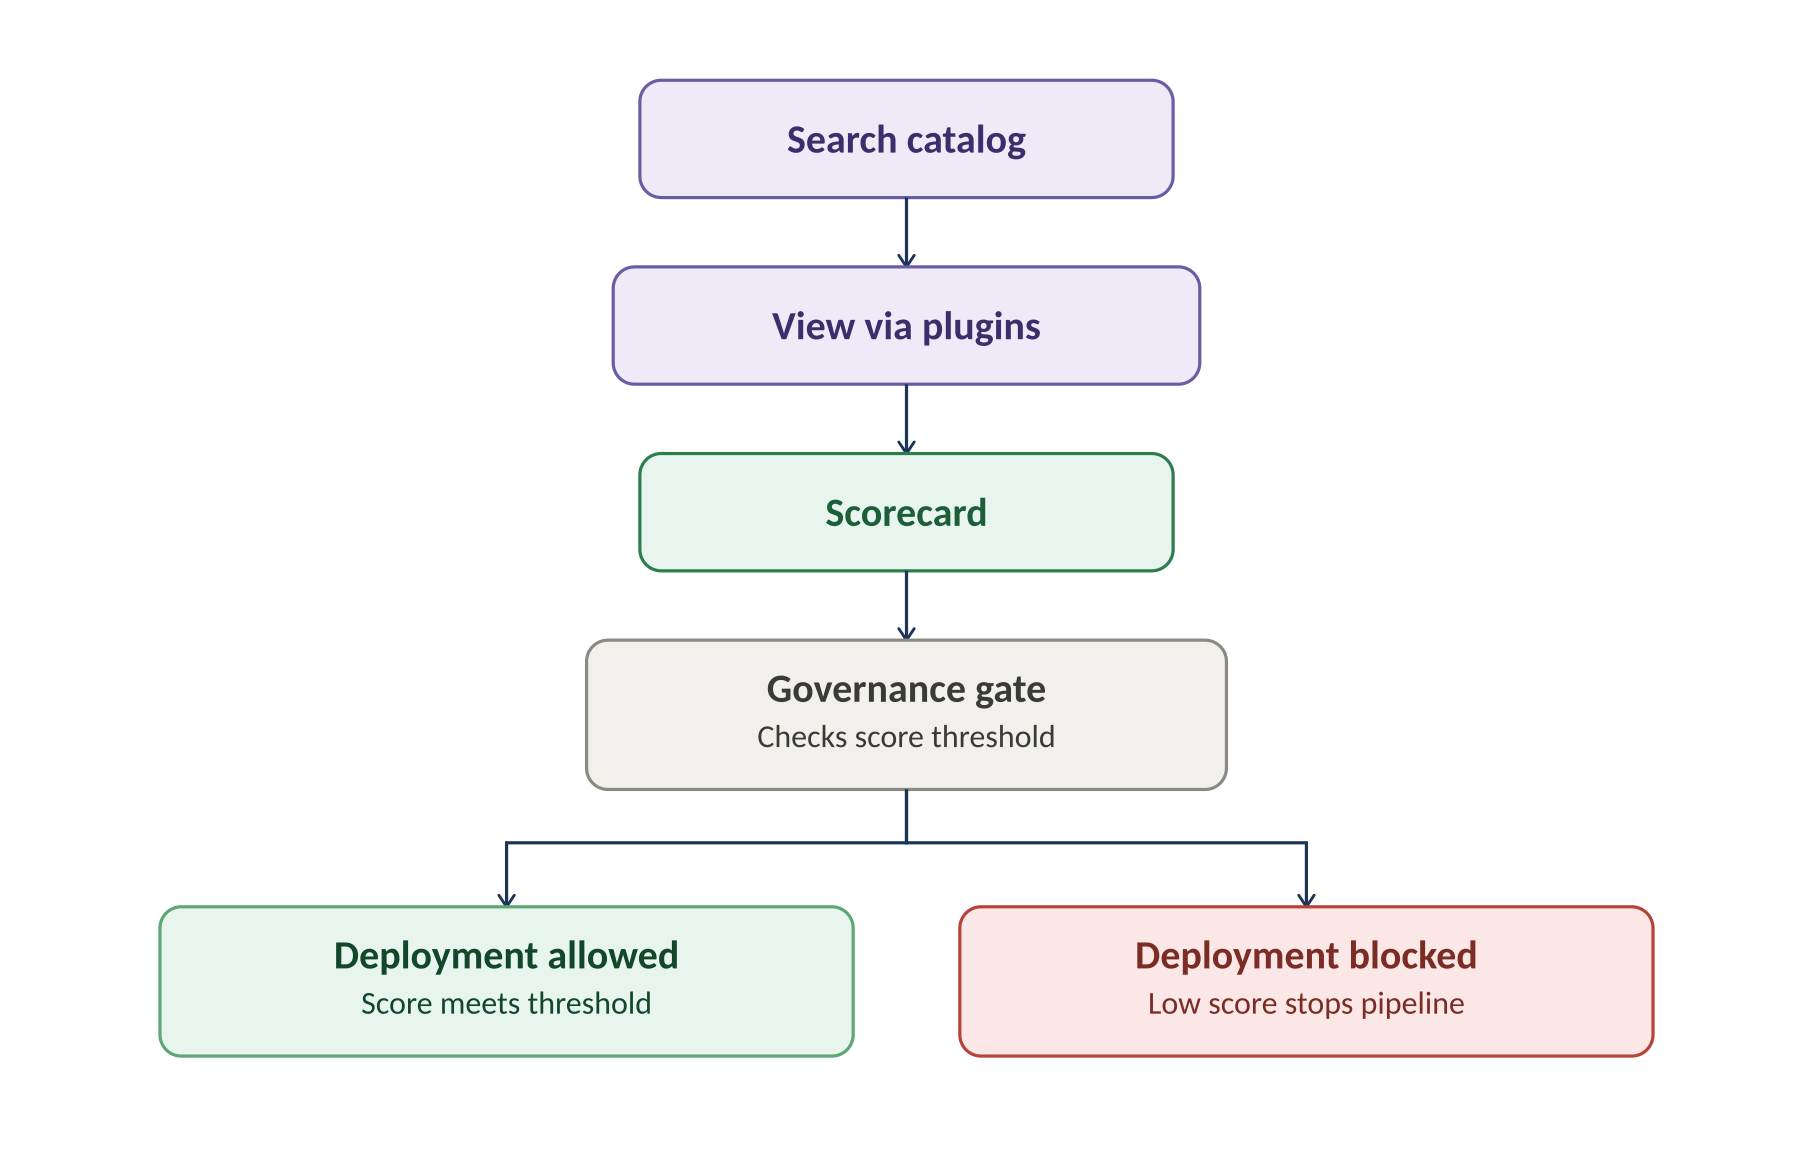 Search catalog
View via plugins
Scorecard
Governance gate
Checks score threshold
Deployment allowed
Score meets threshold
Deployment blocked
Low score stops pipeline